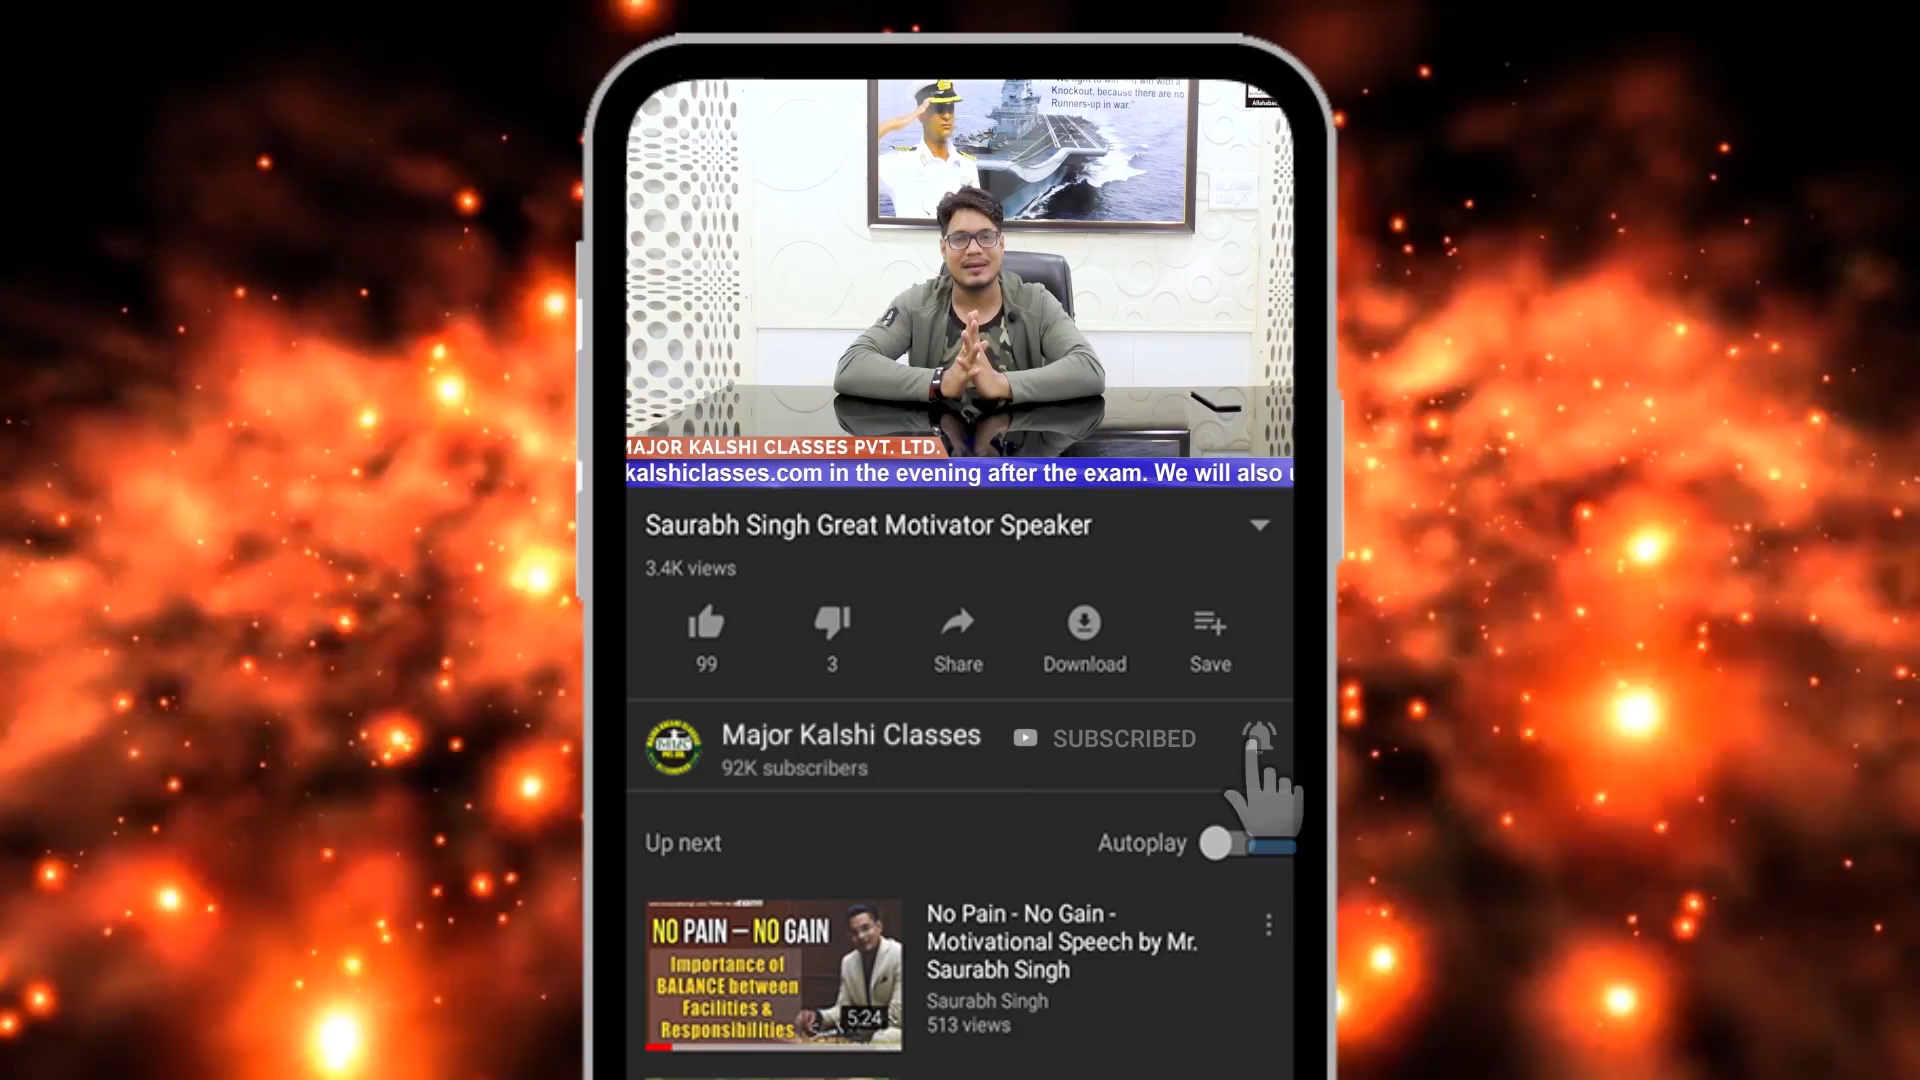 Knockout, because there are no
Runners-up in war."
Allahabad
MAJOR KALSHI CLASSES PVT. LTD.
kalshiclasses.com in the evening after the exam. We will also
Saurabh Singh Great Motivator Speaker
3.4K views
99
3
Share
Download
Save
Major Kalshi Classes
SUBSCRIBED
92K subscribers
Up next
Autoplay
NO PAIN – NO GAIN
Importance of
BALANCE between
Facilities &
Responsibilities
5:24
No Pain - No Gain -
Motivational Speech by Mr.
Saurabh Singh
Saurabh Singh
513 views